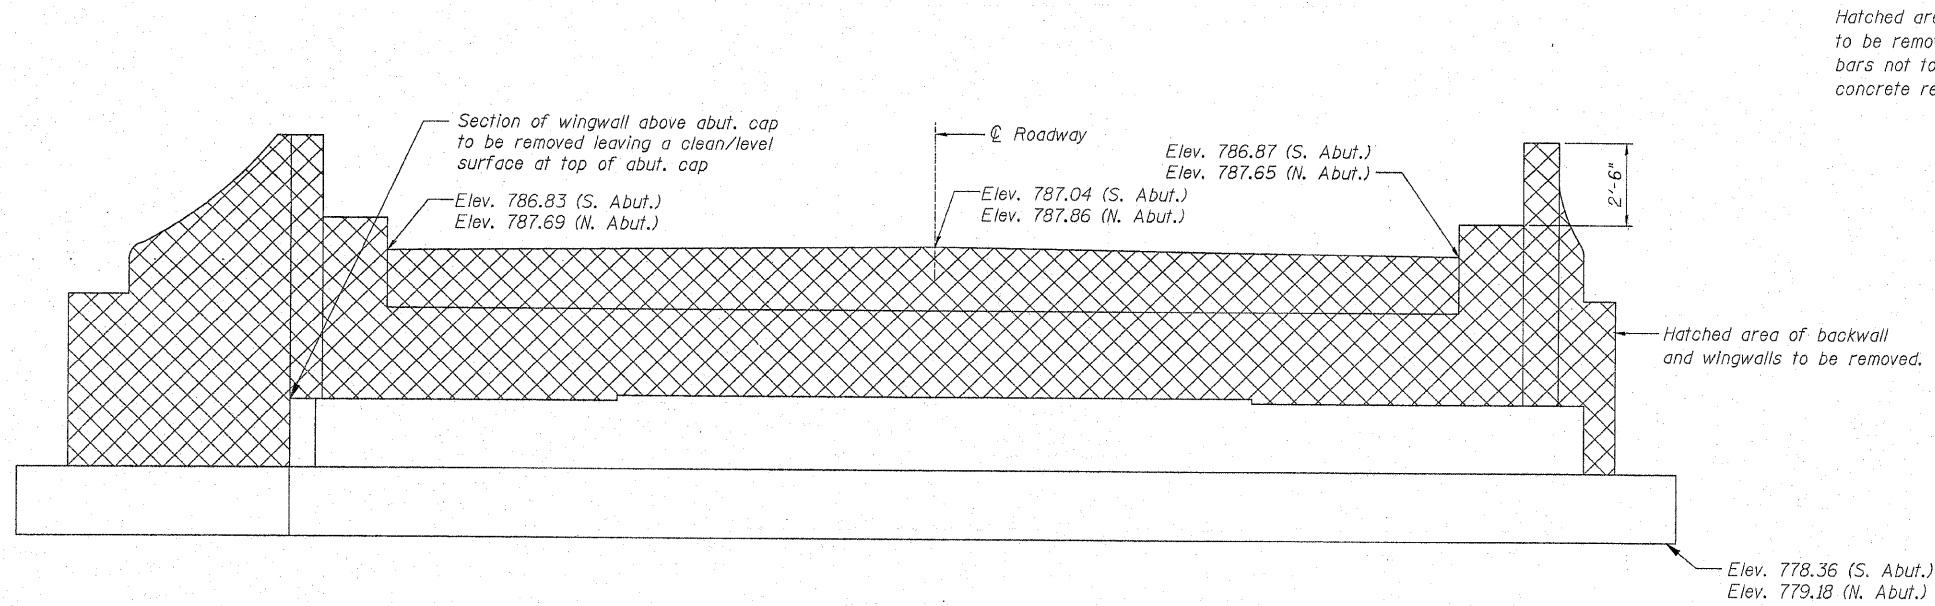 Hatched
to be
bars not
concrete
Section of wingwall above abut. cap
to be removed leaving a clean/level
surface at top of abut. cap
℄ Roadway
Elev. 786.87 (S. Abut.)
Elev. 787.65 (N. Abut.)
Elev. 786.83 (S. Abut.)
Elev. 787.69 (N. Abut.)
Elev. 787.04 (S. Abut.)
Elev. 787.86 (N. Abut.)
2'-6"
Hatched area of backwall
and wingwalls to be removed.
Elev. 778.36 (S. Abut.)
Elev. 779.18 (N. Abut.)